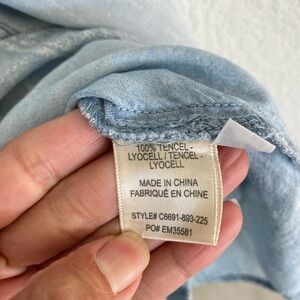 100% TENCEL -
LYOCELL / TENCEL -
LYOCELL
MADE IN CHINA
FABRIQUÉ EN CHINE
STYLE# C6691-893-225
PO# EM35581